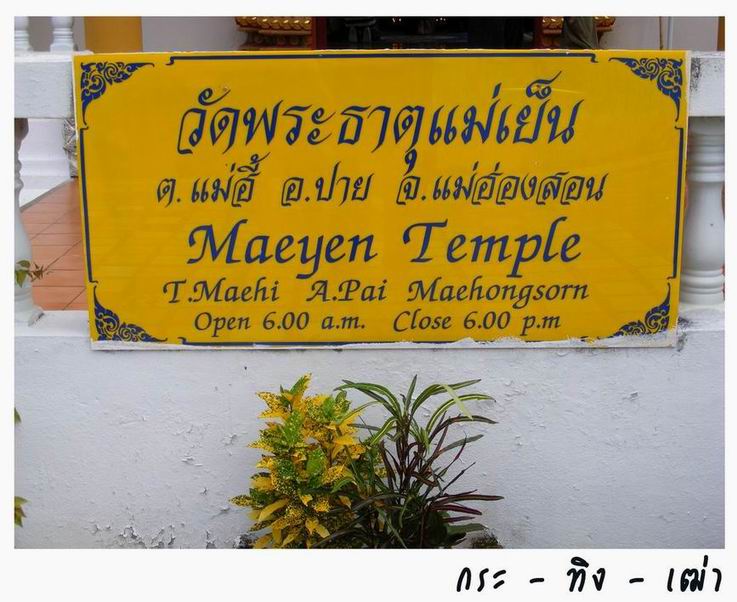 วัดพระธาตุแม่เย็น
ต.แม่ฮี้ อ.ปาย จ.แม่ฮ่องสอน
Maeyen Temple
T.Maehi A.Pai Maehongsorn
Open 6.00 a.m. Close 6.00 p.m
กระ - ทิง - เฒ่า